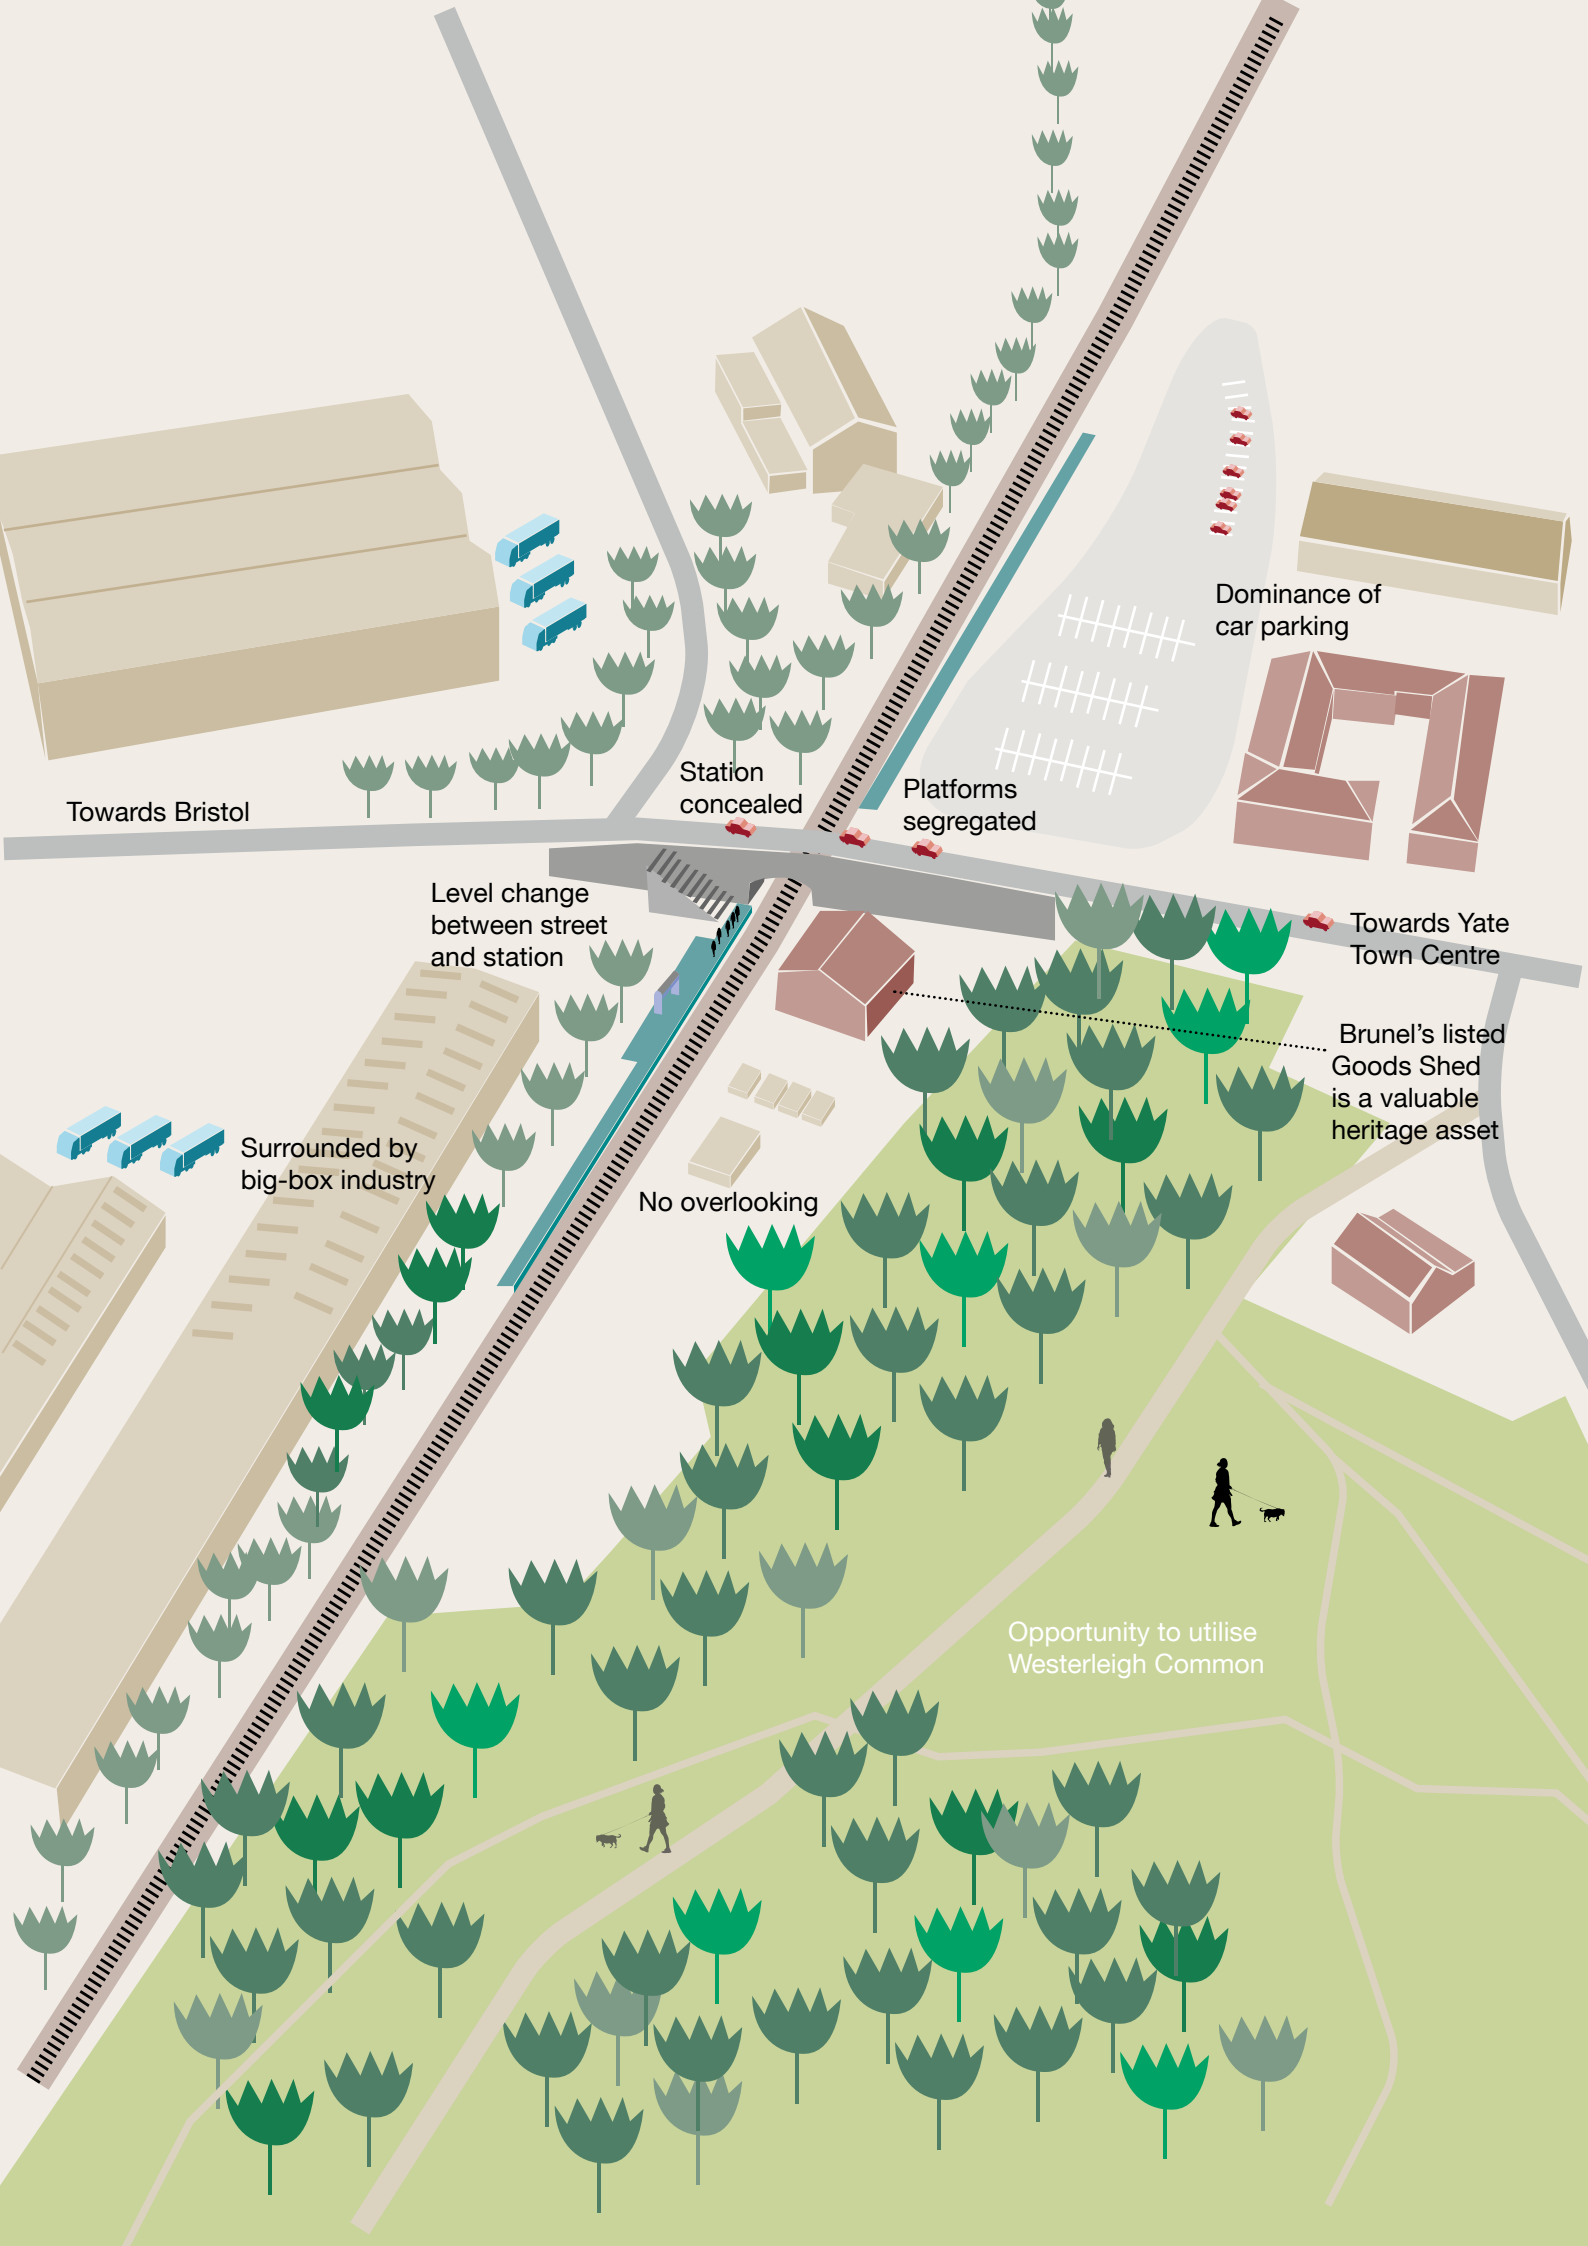 Dominance of
car parking
Station
concealed
Platforms
segregated
Towards Bristol
Level change
between street
and station
Towards Yate
Town Centre
Brunel’s listed
Goods Shed
is a valuable
heritage asset
Surrounded by
big-box industry
No overlooking
Opportunity to utilise
Westerleigh Common